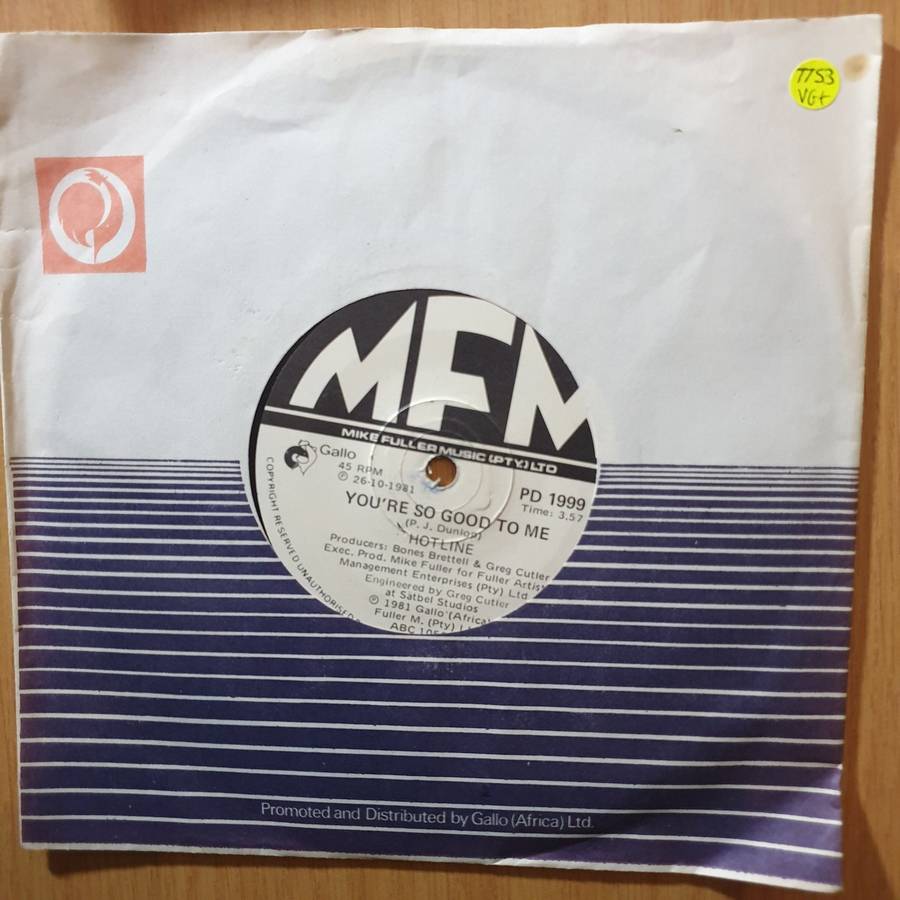 7753
VG+
MFM
MIKE FULLER MUSIC (PTY) LTD
Gallo
45 RPM
℗ 26-10-1981
PD 1999
Time: 3.57
YOU'RE SO GOOD TO ME
(P. J. Dunlop)
HOTLINE
Producers: Bones Brettell & Greg Cutler
Exec. Prod. Mike Fuller for Fuller Artist
Management Enterprises (Pty) Ltd
Engineered by Greg Cutler
at Satbel Studios
℗ 1981 Gallo (Africa)
Fuller M. (Pty)
ABC
COPYRIGHT RESERVED UNAUTHORISED
Promoted and Distributed by Gallo (Africa) Ltd.